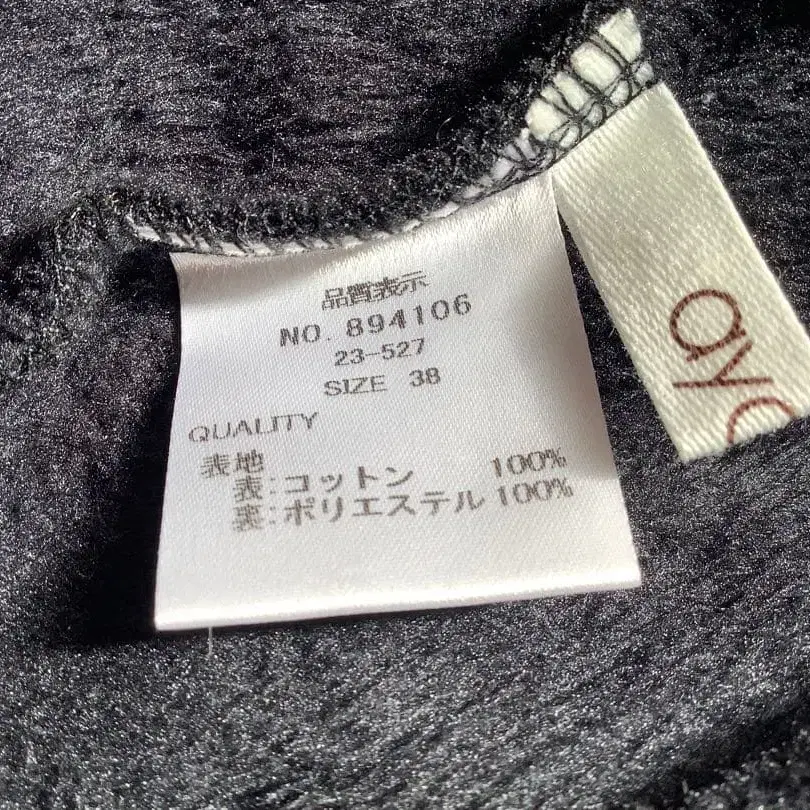 品質表示
NO. 894106
23-527
SIZE 38
QUALITY
表地
表:コットン 100%
裏:ポリエステル 100%